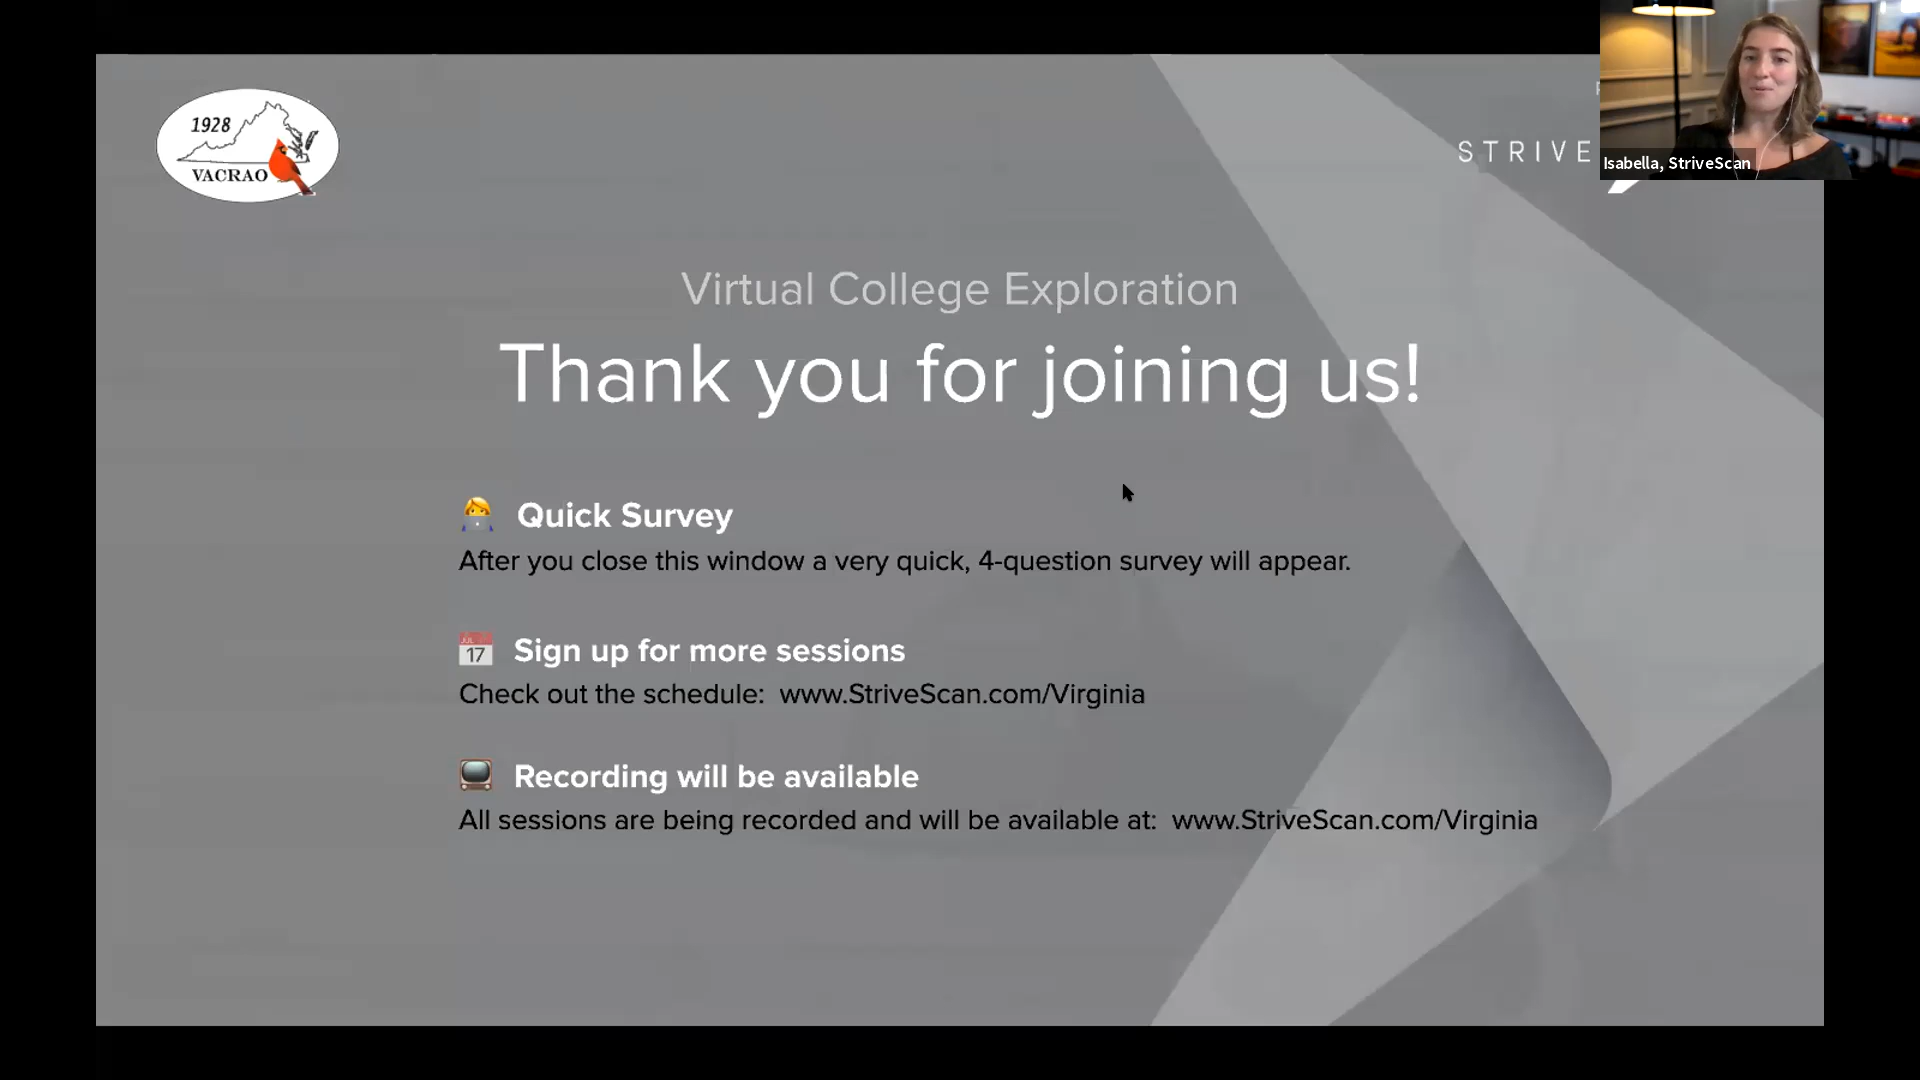 1928
VACRAO
STRIVE
Isabella, StriveScan
Virtual College Exploration
Thank you for joining us!
Quick Survey
After you close this window a very quick, 4-question survey will appear.
JUL
17
Sign up for more sessions
Check out the schedule: www.StriveScan.com/Virginia
Recording will be available
All sessions are being recorded and will be available at: www.StriveScan.com/Virginia